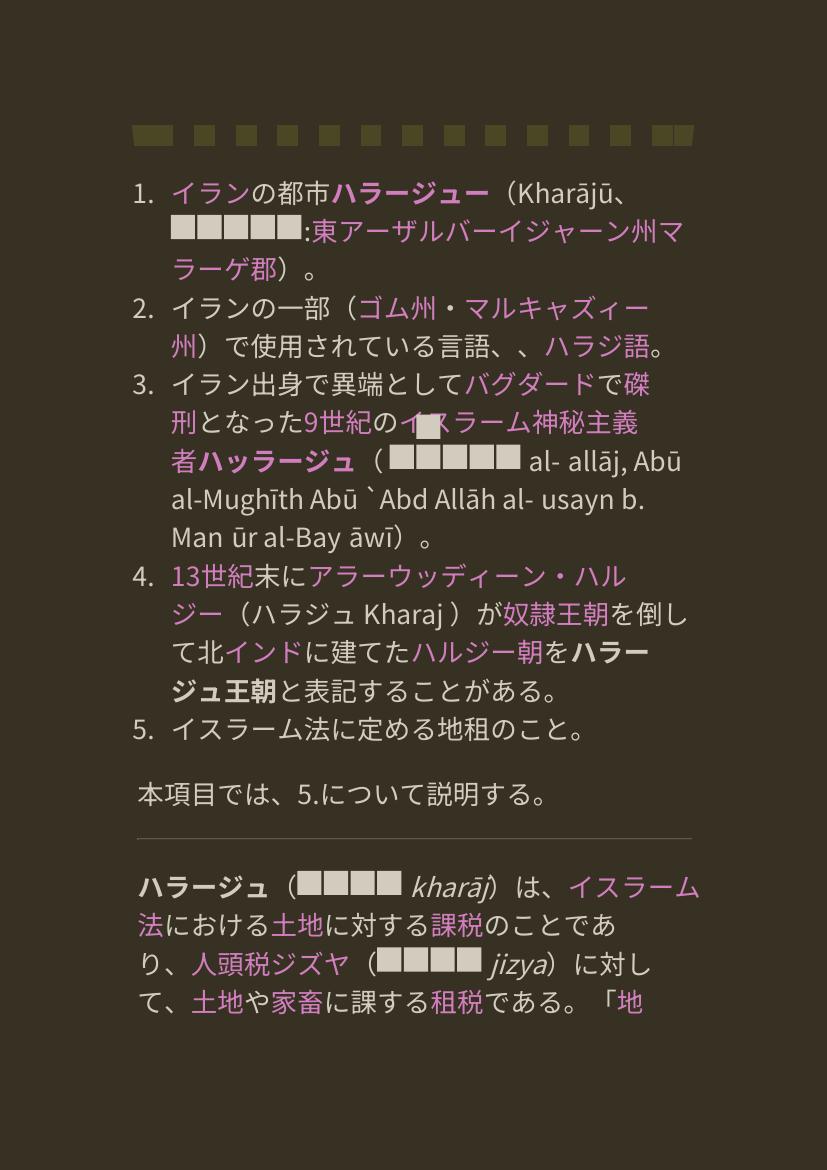 1. イランの都市ハラージュー（Kharājū、
:東アーザルバーイジャーン州マ
ラーゲ郡）。
2. イランの一部（ゴム州・マルキャズィー
州）で使用されている言語、、ハラジ語。
3. イラン出身で異端としてバグダードで磔
刑となった9世紀のイスラーム神秘主義
者ハッラージュ（ al- allāj, Abū
al-Mughīth Abū `Abd Allāh al- usayn b.
Man ūr al-Bay āwī）。
4. 13世紀末にアラーウッディーン・ハル
ジー（ハラジュ Kharaj ）が奴隷王朝を倒し
て北インドに建てたハルジー朝をハラー
ジュ王朝と表記することがある。
5. イスラーム法に定める地租のこと。
本項目では、5.について説明する。
ハラージュ（ kharāj）は、イスラーム
法における土地に対する課税のことであ
り、人頭税ジズヤ（ jizya）に対し
て、土地や家畜に課する租税である。「地